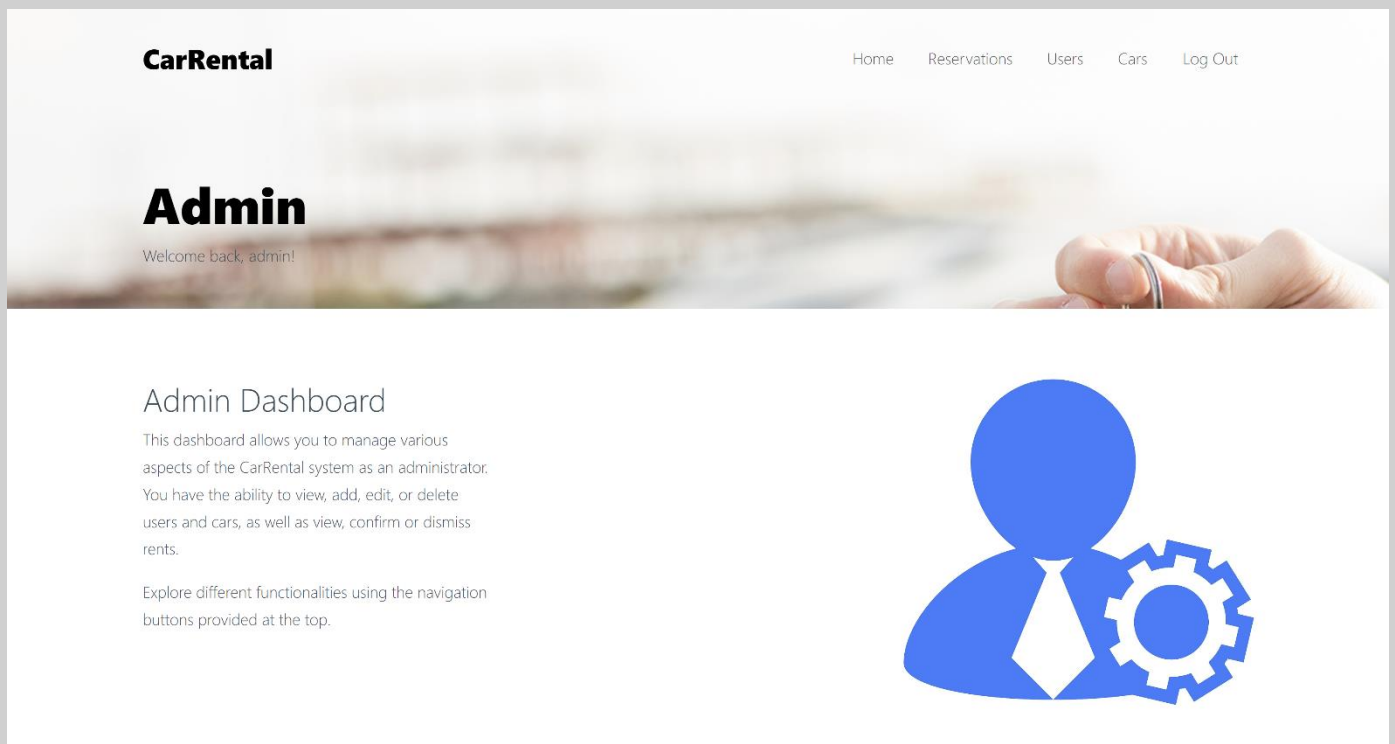 CarRental
Home Reservations Users Cars Log Out
Admin
Welcome back, admin!
Admin Dashboard
This dashboard allows you to manage various
aspects of the CarRental system as an administrator.
You have the ability to view, add, edit, or delete
users and cars, as well as view, confirm or dismiss
rents.
Explore different functionalities using the navigation
buttons provided at the top.